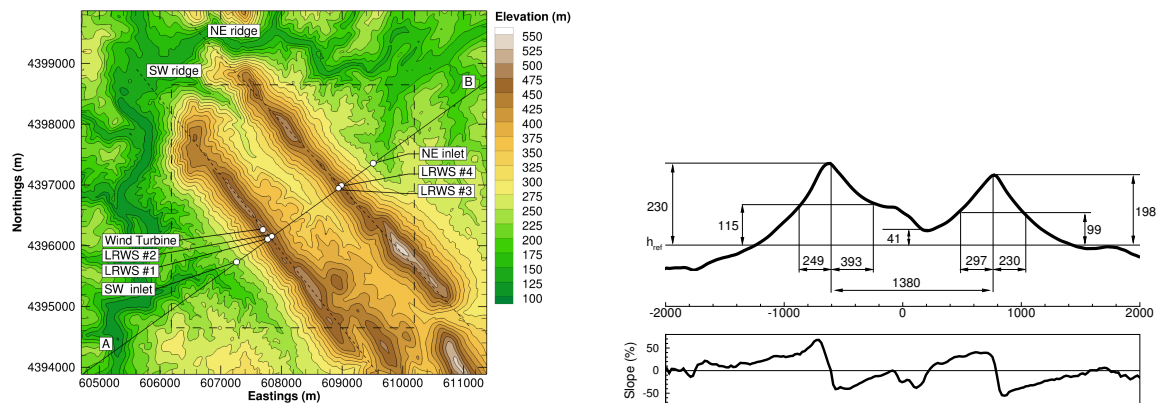 Elevation (m)
550
525
500
475
450
425
400
375
350
325
300
275
250
225
200
175
150
125
100
NE ridge
SW ridge
B
NE inlet
LRWS #4
LRWS #3
Wind Turbine
LRWS #2
LRWS #1
SW inlet
A
Northings (m)
4399000
4398000
4397000
4396000
4395000
4394000
605000 606000 607000 608000 609000 610000 611000
Eastings (m)
230
115
h_ref
41
99
198
249 393 297 230
1380
-2000 -1000 0 1000 2000
Slope (%)
50
0
-50